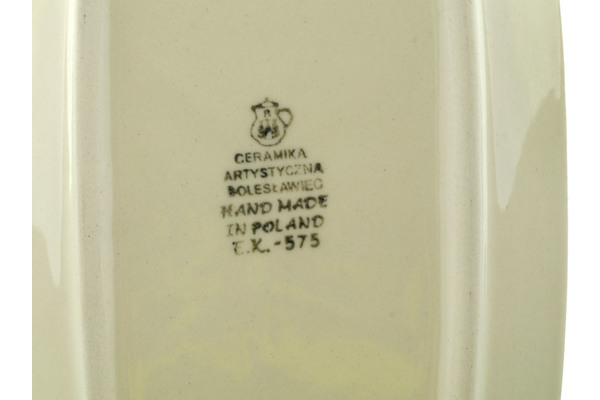 CERAMIKA
ARTYSTYCZNA
BOLESŁAWIEC
HAND MADE
IN POLAND
E.K.-575